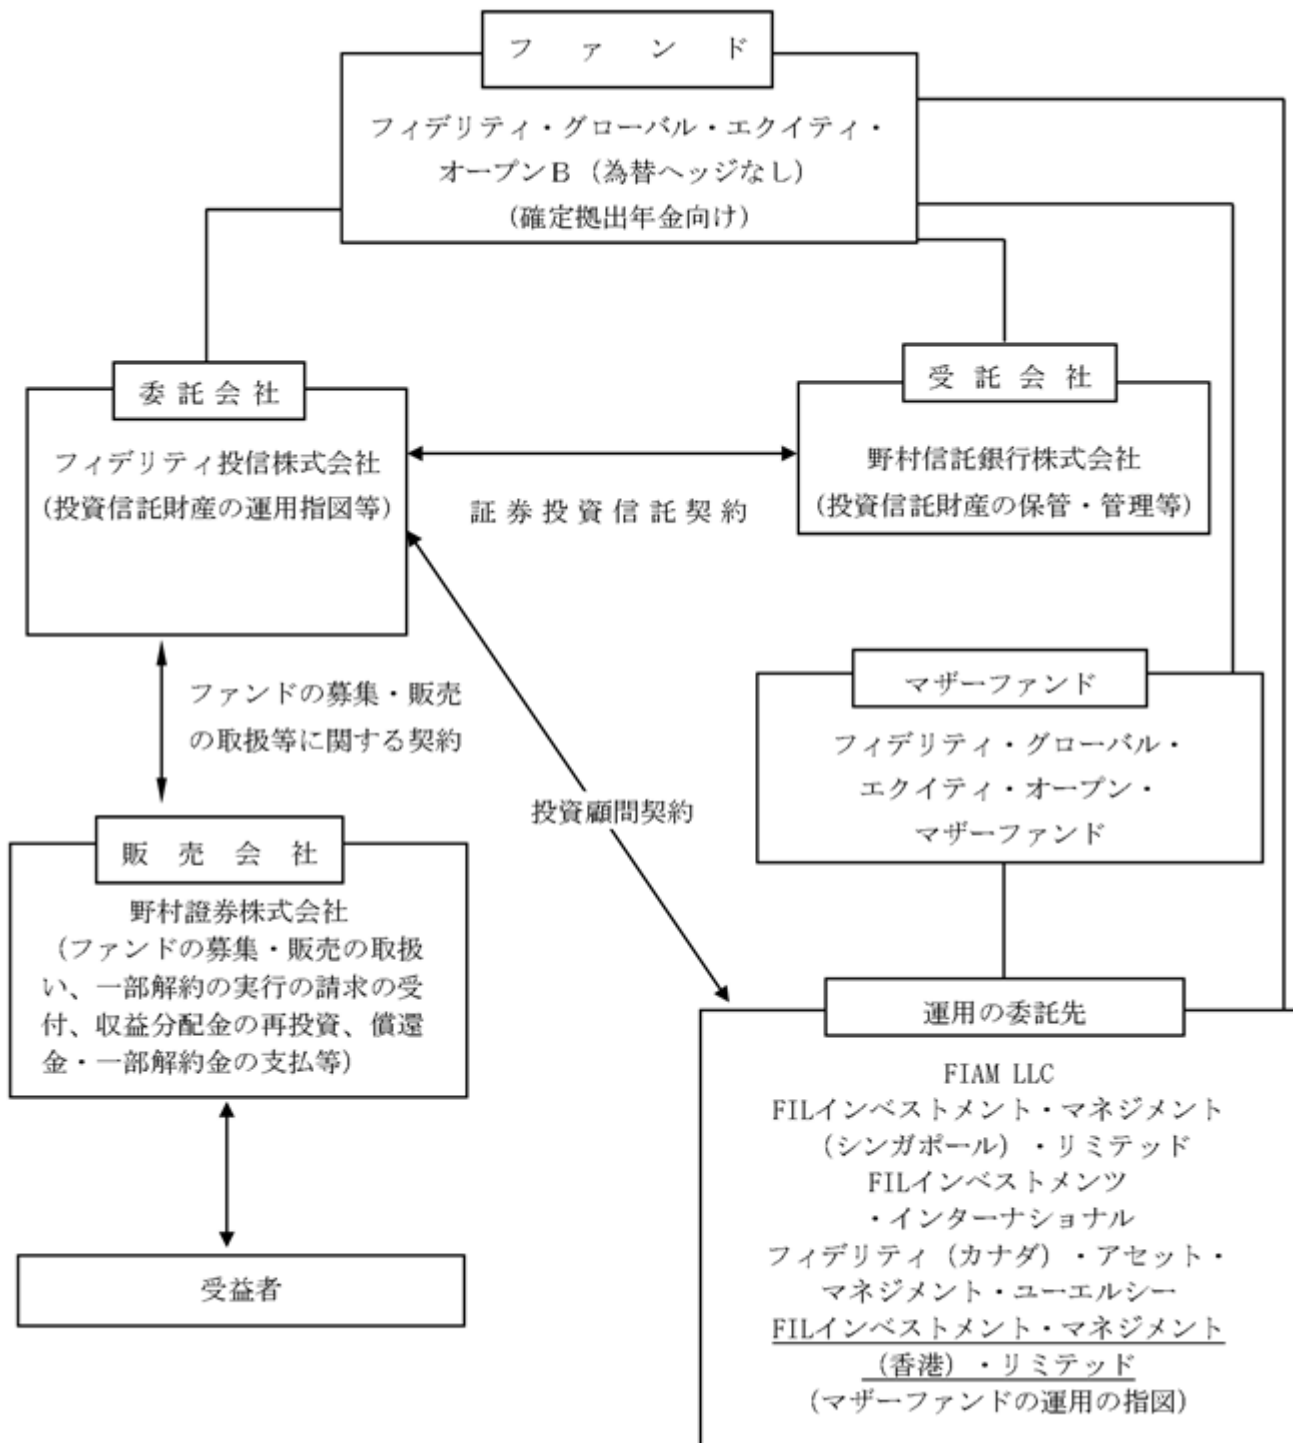 ファンド
フィデリティ・グローバル・エクイティ・
オープンB（為替ヘッジなし）
(確定拠出年金向け)
委託会社
フィデリティ投信株式会社
(投資信託財産の運用指図等)
証券投資信託契約
受託会社
野村信託銀行株式会社
(投資信託財産の保管・管理等)
ファンドの募集・販売
の取扱等に関する契約
投資顧問契約
マザーファンド
フィデリティ・グローバル・
エクイティ・オープン・
マザーファンド
販売会社
野村證券株式会社
（ファンドの募集・販売の取扱
い、一部解約の実行の請求の受
付、収益分配金の再投資、償還
金・一部解約金の支払等）
受益者
運用の委託先
FIAM LLC
FILインベストメント・マネジメント
（シンガポール）・リミテッド
FILインベストメンツ
・インターナショナル
フィデリティ（カナダ）・アセット・
マネジメント・ユーエルシー
FILインベストメント・マネジメント
（香港）・リミテッド
(マザーファンドの運用の指図)